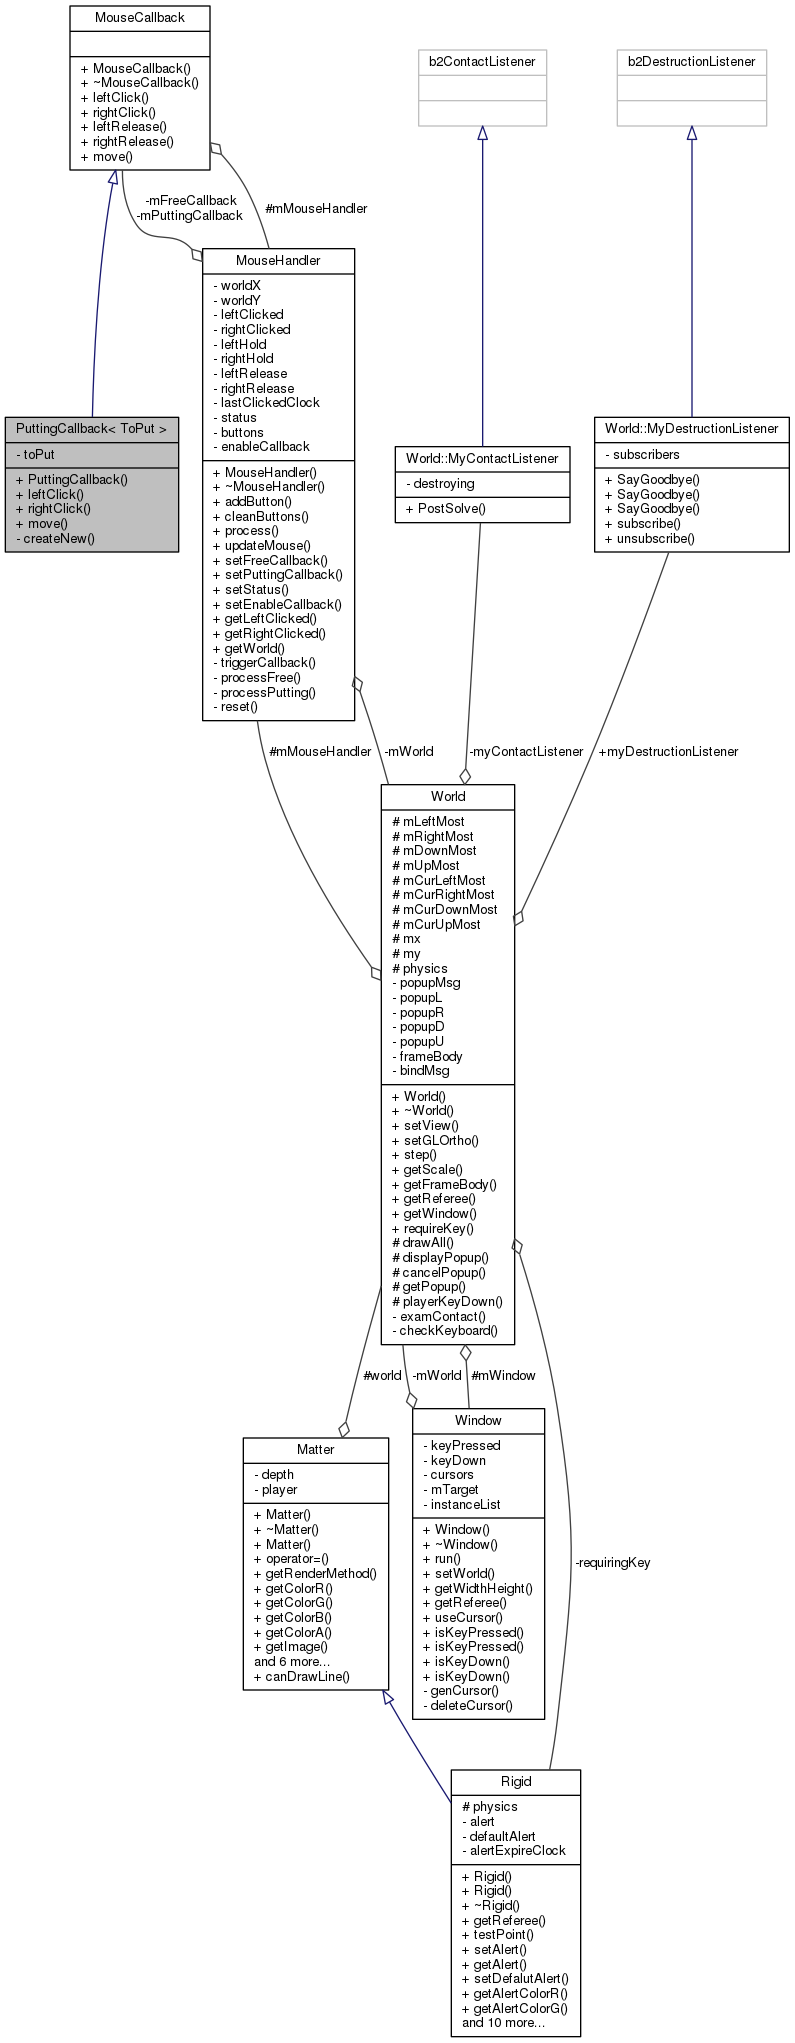 MouseCallback
+ MouseCallback()
+ ~MouseCallback()
+ leftClick()
+ rightClick()
+ leftRelease()
+ rightRelease()
+ move()
b2ContactListener
b2DestructionListener
-mFreeCallback
-mPuttingCallback
#mMouseHandler
MouseHandler
- worldX
- worldY
- leftClicked
- rightClicked
- leftHold
- rightHold
- leftRelease
- rightRelease
- lastClickedClock
- status
- buttons
- enableCallback
+ MouseHandler()
+ ~MouseHandler()
+ addButton()
+ cleanButtons()
+ process()
+ updateMouse()
+ setFreeCallback()
+ setPuttingCallback()
+ setStatus()
+ setEnableCallback()
+ getLeftClicked()
+ getRightClicked()
+ getWorld()
- triggerCallback()
- processFree()
- processPutting()
- reset()
PuttingCallback< ToPut >
- toPut
+ PuttingCallback()
+ leftClick()
+ rightClick()
+ move()
- createNew()
World::MyContactListener
- destroying
+ PostSolve()
World::MyDestructionListener
- subscribers
+ SayGoodbye()
+ SayGoodbye()
+ SayGoodbye()
+ subscribe()
+ unsubscribe()
#mMouseHandler
-mWorld
-myContactListener
+myDestructionListener
World
# mLeftMost
# mRightMost
# mDownMost
# mUpMost
# mCurLeftMost
# mCurRightMost
# mCurDownMost
# mCurUpMost
# mx
# my
# physics
- popupMsg
- popupL
- popupR
- popupD
- popupU
- frameBody
- bindMsg
+ World()
+ ~World()
+ setView()
+ setGLOrtho()
+ step()
+ getScale()
+ getFrameBody()
+ getReferee()
+ getWindow()
+ requireKey()
# drawAll()
# displayPopup()
# cancelPopup()
# getPopup()
# playerKeyDown()
- examContact()
- checkKeyboard()
#world
-mWorld
#mWindow
-requiringKey
Matter
- depth
- player
+ Matter()
+ ~Matter()
+ Matter()
+ operator=()
+ getRenderMethod()
+ getColorR()
+ getColorG()
+ getColorB()
+ getColorA()
+ getImage()
and 6 more...
+ canDrawLine()
Window
- keyPressed
- keyDown
- cursors
- mTarget
- instanceList
+ Window()
+ ~Window()
+ run()
+ setWorld()
+ getWidthHeight()
+ getReferee()
+ useCursor()
+ isKeyPressed()
+ isKeyPressed()
+ isKeyDown()
+ isKeyDown()
- genCursor()
- deleteCursor()
Rigid
# physics
- alert
- defaultAlert
- alertExpireClock
+ Rigid()
+ Rigid()
+ ~Rigid()
+ getReferee()
+ testPoint()
+ setAlert()
+ getAlert()
+ setDefalutAlert()
+ getAlertColorR()
+ getAlertColorG()
and 10 more...